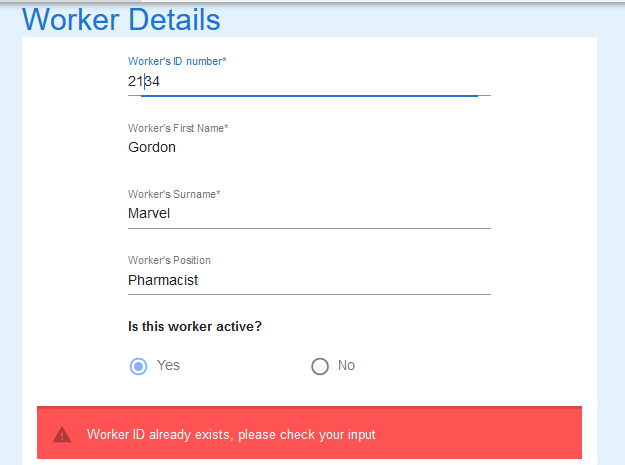 Worker Details
Worker's ID number*
2134
Worker's First Name*
Gordon
Worker's Surname*
Marvel
Worker's Position
Pharmacist
Is this worker active?
Yes No
Worker ID already exists, please check your input